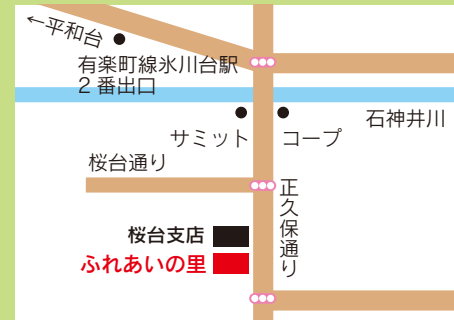 ←平和台
有楽町線氷川台駅
2 番出口
石神井川
サミット
コープ
桜台通り
正久保通り
桜台支店
ふれあいの里